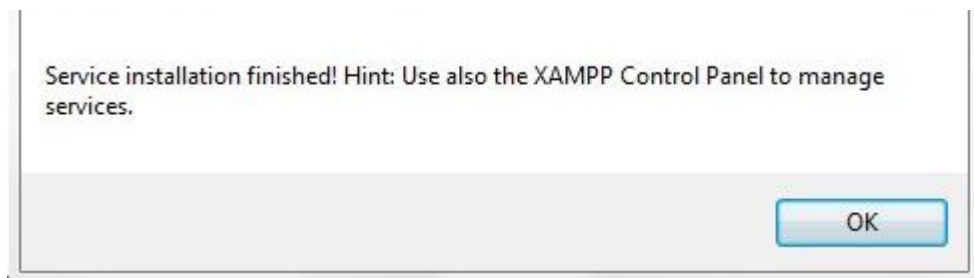 Service installation finished! Hint: Use also the XAMPP Control Panel to manage
services.
OK